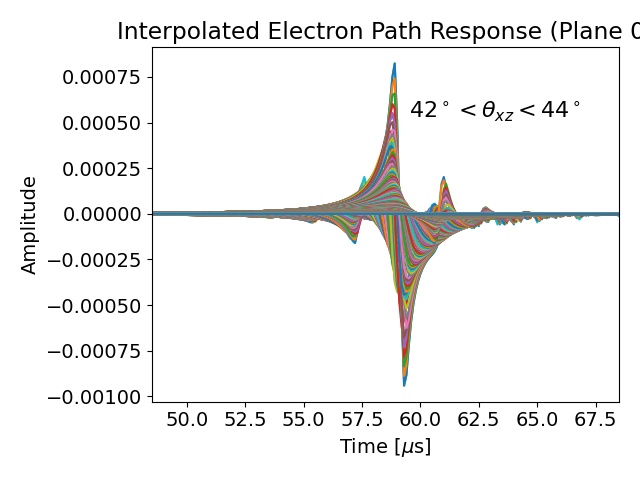 Interpolated Electron Path Response (Plane 0
0.00075
42° < θxz < 44°
0.00050
0.00025
0.00000
−0.00025
−0.00050
−0.00075
−0.00100
Amplitude
50.0 52.5 55.0 57.5 60.0 62.5 65.0 67.5
Time [μs]